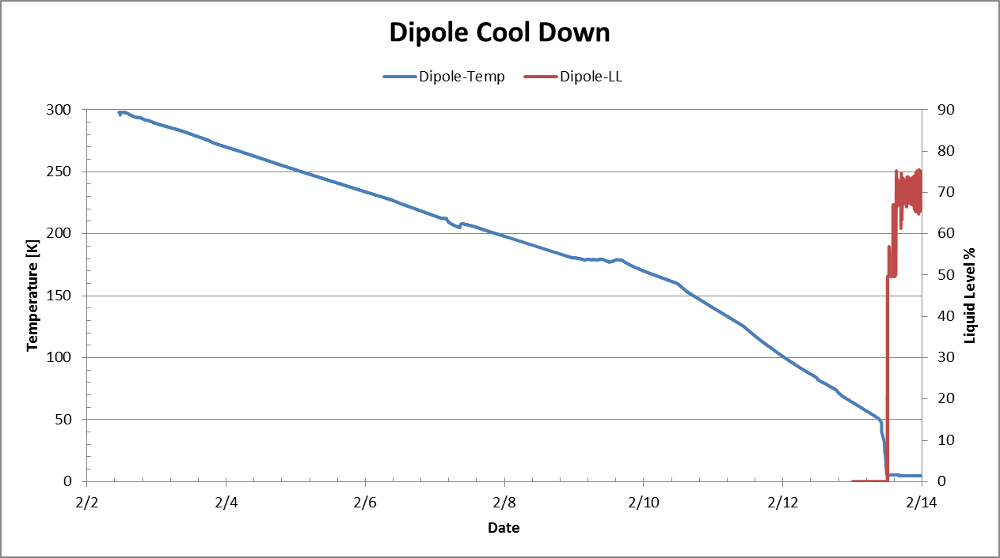 Dipole Cool Down
Dipole-Temp Dipole-LL
300 90
80
250
70
200 60
50
150
40
100 30
20
50
10
0 0
2/2 2/4 2/6 2/8 2/10 2/12 2/14
Temperature [K]
Liquid Level %
Date